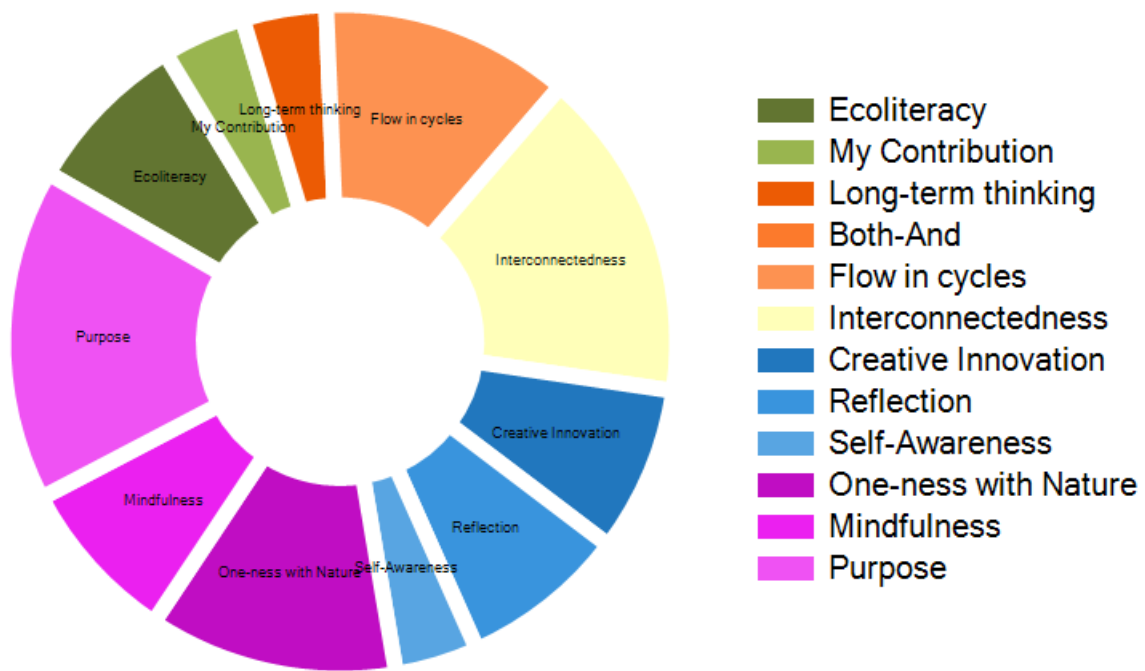 Long-term thinking
Flow in cycles
My Contribution
Ecoliteracy
Interconnectedness
Purpose
Creative Innovation
Mindfulness
Reflection
Self-Awareness
One-ness with Nature
Ecoliteracy
My Contribution
Long-term thinking
Both-And
Flow in cycles
Interconnectedness
Creative Innovation
Reflection
Self-Awareness
One-ness with Nature
Mindfulness
Purpose